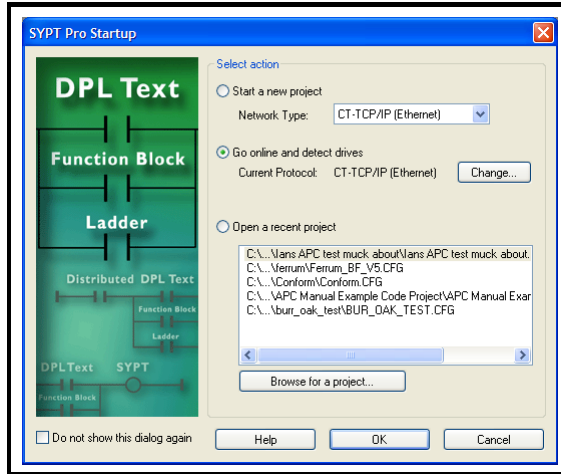 SYPT Pro Startup
DPL Text
Function Block
Ladder
Distributed DPL Text
Function Block
Ladder
DPLText SYPT
Function Block
Select action
Start a new project
Network Type: CT-TCP/IP (Ethernet)
Go online and detect drives
Current Protocol: CT-TCP/IP (Ethernet) Change...
Open a recent project
C:\...\Ians APC test muck about\Ians APC test muck about.
C:\...\ferrum\Ferrum_BF_V5.CFG
C:\...\Conform\Conform.CFG
C:\...\APC Manual Example Code Project\APC Manual Exar
C:\...\burr_oak_test\BUR_OAK_TEST.CFG
Browse for a project...
Do not show this dialog again Help OK Cancel